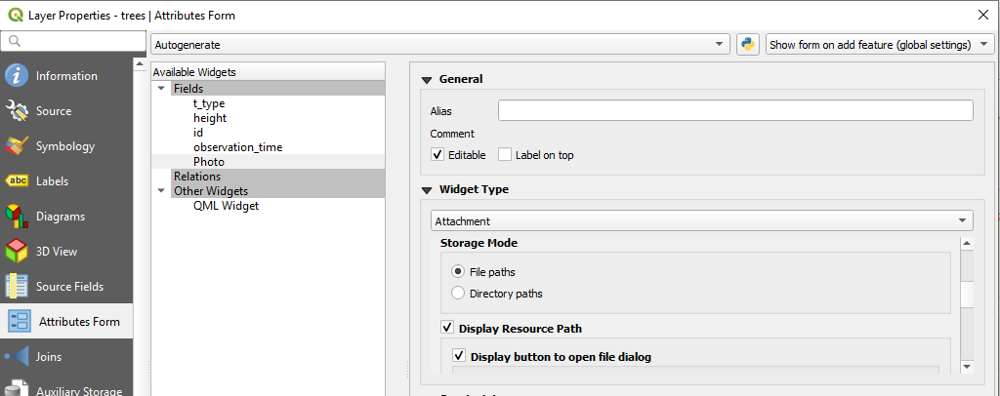 Layer Properties - trees | Attributes Form
Autogenerate
Show form on add feature (global settings)
Information
Source
Symbology
abc Labels
Diagrams
3D View
Source Fields
Attributes Form
Joins
Auxiliary Storage
Available Widgets
Fields
t_type
height
id
observation_time
Photo
Relations
Other Widgets
QML Widget
General
Alias
Comment
Editable
Label on top
Widget Type
Attachment
Storage Mode
File paths
Directory paths
Display Resource Path
Display button to open file dialog